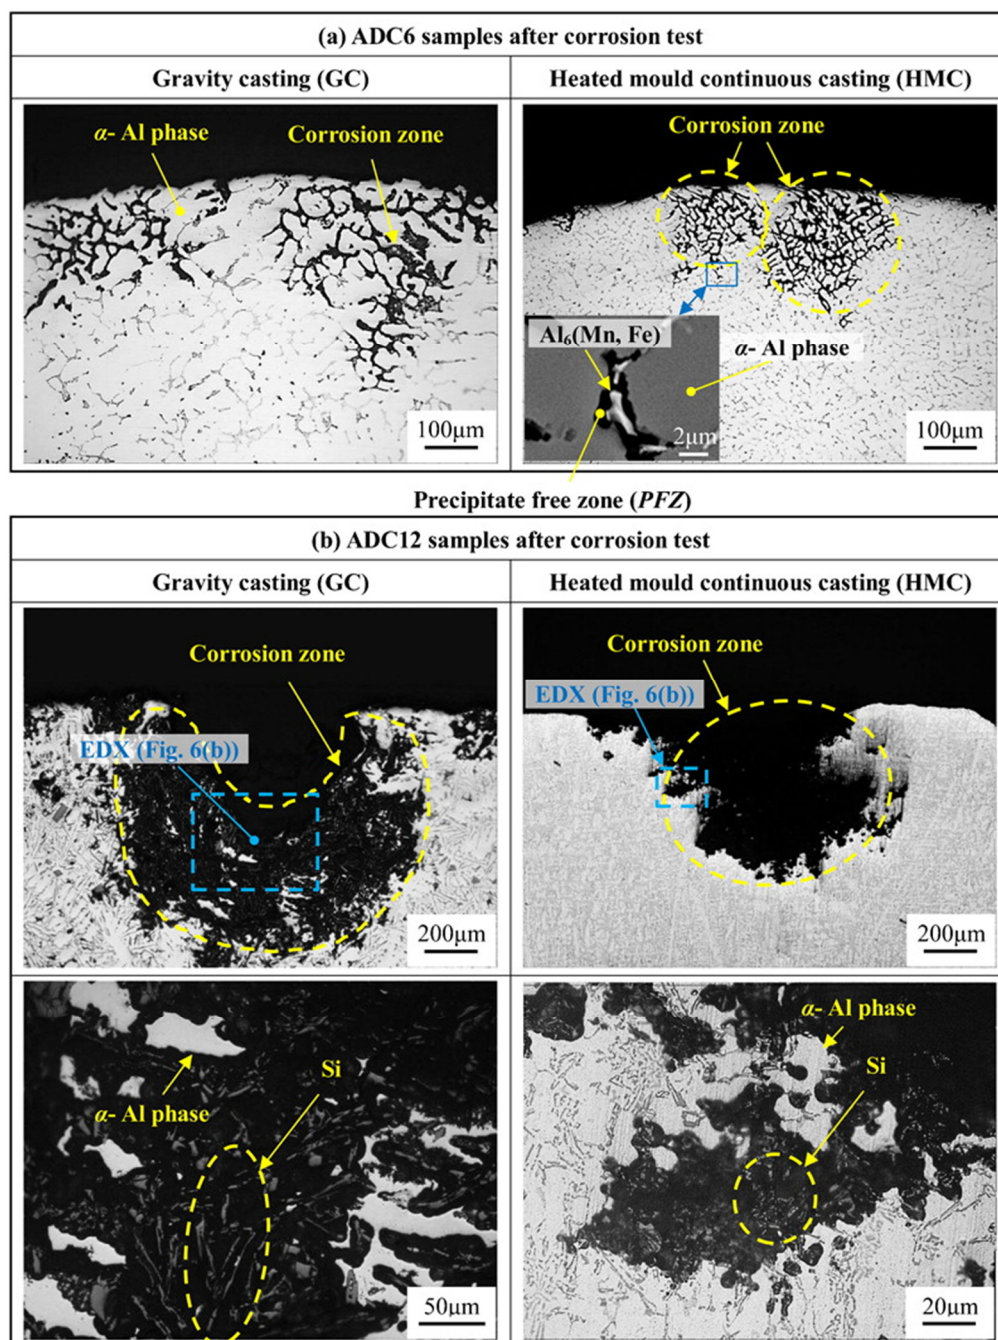 (a) ADC6 samples after corrosion test
Gravity casting (GC)
Heated mould continuous casting (HMC)
α- Al phase
Corrosion zone
100μm
Corrosion zone
Al₆(Mn, Fe)
α- Al phase
2μm
100μm
Precipitate free zone (PFZ)
(b) ADC12 samples after corrosion test
Gravity casting (GC)
Heated mould continuous casting (HMC)
Corrosion zone
EDX (Fig. 6(b))
200μm
Corrosion zone
EDX (Fig. 6(b))
200μm
Si
α- Al phase
50μm
α- Al phase
Si
20μm